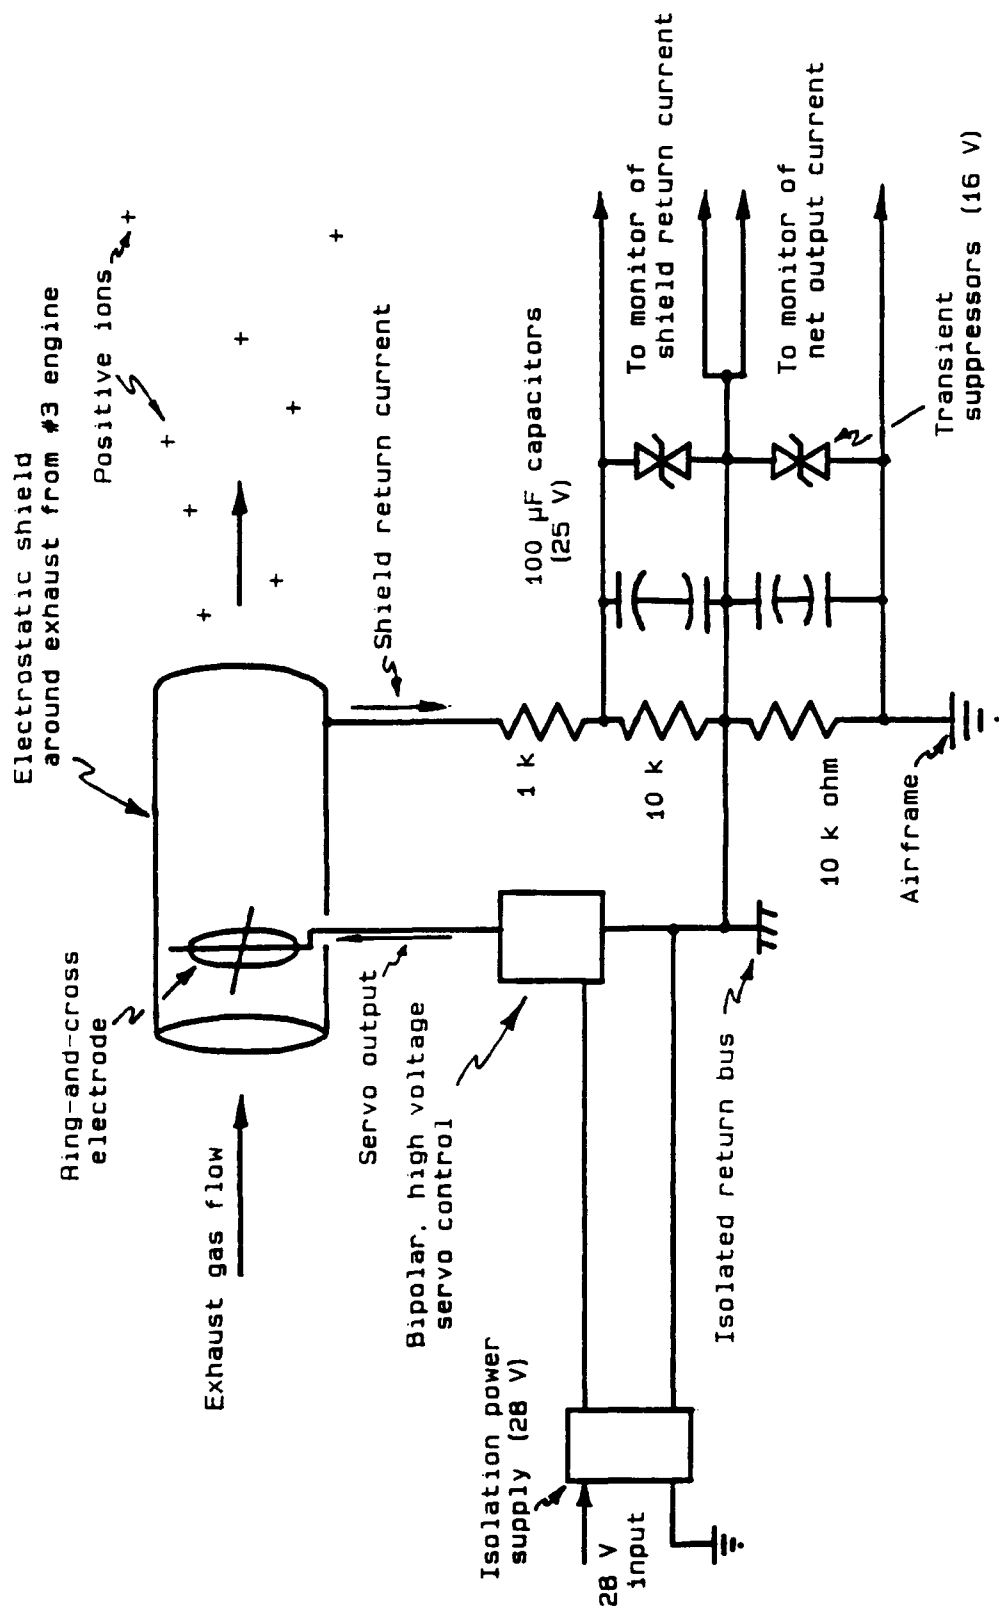 Electrostatic shield
around exhaust from #3 engine
Positive ions
+
+
+
+
+
+
+
+
Ring-and-cross
electrode
Exhaust gas flow
Shield return current
Servo output
Bipolar, high voltage
servo control
Isolation power
supply (28 V)
28 V
input
Isolated return bus
1 k
10 k
10 k ohm
Airframe
100 µF capacitors
(25 V)
To monitor of
shield return current
To monitor of
net output current
Transient
suppressors (16 V)